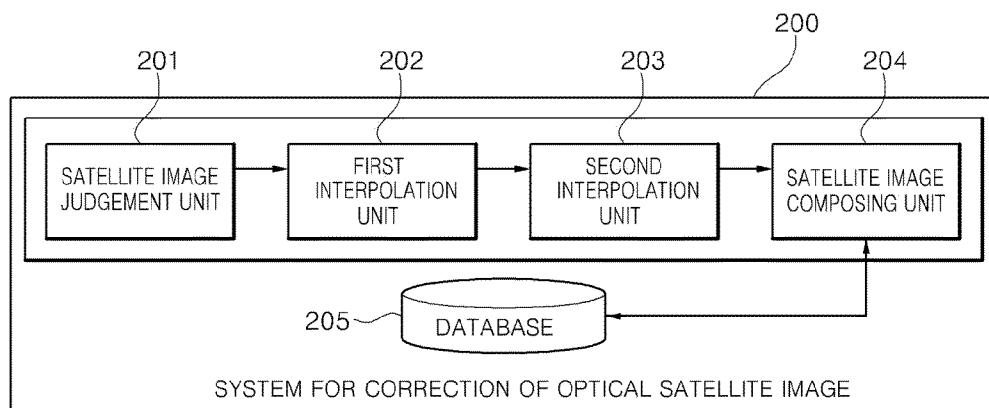 200
201
202
203
204
SATELLITE IMAGE
JUDGEMENT UNIT
FIRST
INTERPOLATION
UNIT
SECOND
INTERPOLATION
UNIT
SATELLITE IMAGE
COMPOSING UNIT
205
DATABASE
SYSTEM FOR CORRECTION OF OPTICAL SATELLITE IMAGE